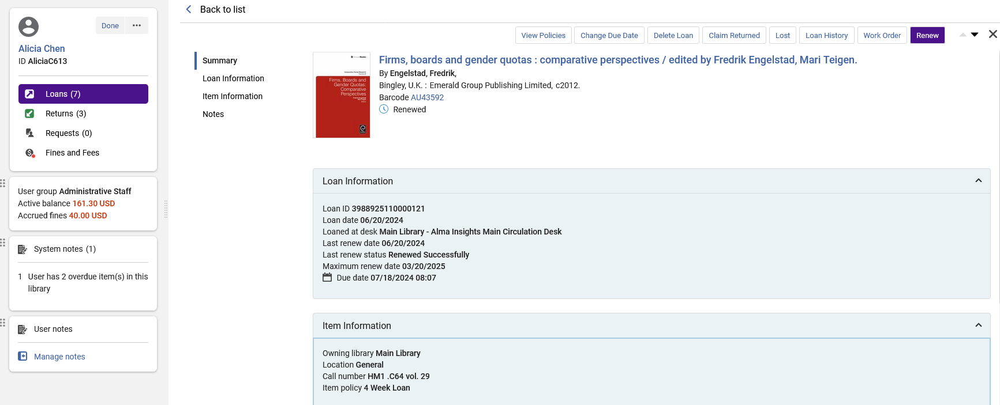 Back to list
Done
Alicia Chen
ID AliciaC613
Loans (7)
Returns (3)
Requests (0)
Fines and Fees
User group Administrative Staff
Active balance 161.30 USD
Accrued fines 40.00 USD
System notes (1)
1 User has 2 overdue item(s) in this
library
User notes
Manage notes
View Policies Change Due Date Delete Loan Claim Returned Lost Loan History Work Order Renew
Summary
Loan Information
Item Information
Notes
Firms, Boards and
Gender Quotas:
Comparative
Perspectives
Firms, boards and gender quotas : comparative perspectives / edited by Fredrik Engelstad, Mari Teigen.
By Engelstad, Fredrik,
Bingley, U.K. : Emerald Group Publishing Limited, c2012.
Barcode AU43592
Renewed
Loan Information
Loan ID 3988925110000121
Loan date 06/20/2024
Loaned at desk Main Library - Alma Insights Main Circulation Desk
Last renew date 06/20/2024
Last renew status Renewed Successfully
Maximum renew date 03/20/2025
Due date 07/18/2024 08:07
Item Information
Owning library Main Library
Location General
Call number HM1 .C64 vol. 29
Item policy 4 Week Loan